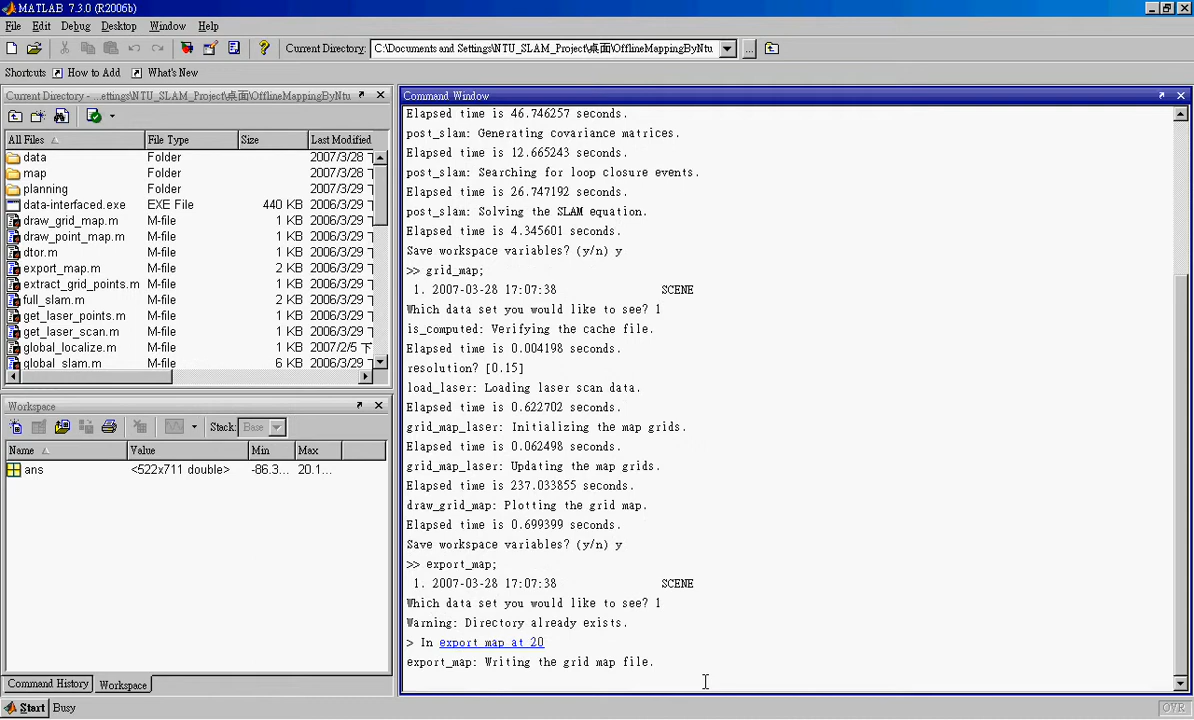 MATLAB 7.3.0 (R2006b)
File Edit Debug Desktop Window Help
Current Directory: C:\Documents and Settings\NTU_SLAM_Project\桌面\OfflineMappingByNtu ...
Shortcuts How to Add What's New
Current Directory - ...ettings\NTU_SLAM_Project\桌面\OfflineMappingByNtu
All Files File Type Size Last Modified
data Folder 2007/3/28 下
map Folder 2007/3/28 下
planning Folder 2007/3/29 下
data-interfaced.exe EXE File 440 KB 2006/3/29 下
draw_grid_map.m M-file 1 KB 2006/3/29 下
draw_point_map.m M-file 1 KB 2006/3/29 下
dtor.m M-file 1 KB 2006/3/29 下
export_map.m M-file 2 KB 2006/3/29 下
extract_grid_points.m M-file 1 KB 2006/3/29 下
full_slam.m M-file 2 KB 2006/3/29 下
get_laser_points.m M-file 1 KB 2006/3/29 下
get_laser_scan.m M-file 1 KB 2006/3/29 下
global_localize.m M-file 1 KB 2007/2/5 下
global_slam.m M-file 6 KB 2006/3/29
Workspace
Stack: Base
Name Value Min Max
ans <522x711 double> -86.3... 20.1...
Command History Workspace
Start Busy
Command Window
Elapsed time is 46.746257 seconds.
post_slam: Generating covariance matrices.
Elapsed time is 12.665243 seconds.
post_slam: Searching for loop closure events.
Elapsed time is 26.747192 seconds.
post_slam: Solving the SLAM equation.
Elapsed time is 4.345601 seconds.
Save workspace variables? (y/n) y
>> grid_map;
1. 2007-03-28 17:07:38 SCENE
Which data set you would like to see? 1
is_computed: Verifying the cache file.
Elapsed time is 0.004198 seconds.
resolution? [0.15]
load_laser: Loading laser scan data.
Elapsed time is 0.622702 seconds.
grid_map_laser: Initializing the map grids.
Elapsed time is 0.062498 seconds.
grid_map_laser: Updating the map grids.
Elapsed time is 237.033855 seconds.
draw_grid_map: Plotting the grid map.
Elapsed time is 0.699399 seconds.
Save workspace variables? (y/n) y
>> export_map;
1. 2007-03-28 17:07:38 SCENE
Which data set you would like to see? 1
Warning: Directory already exists.
> In export_map at 20
export_map: Writing the grid map file.
OVR